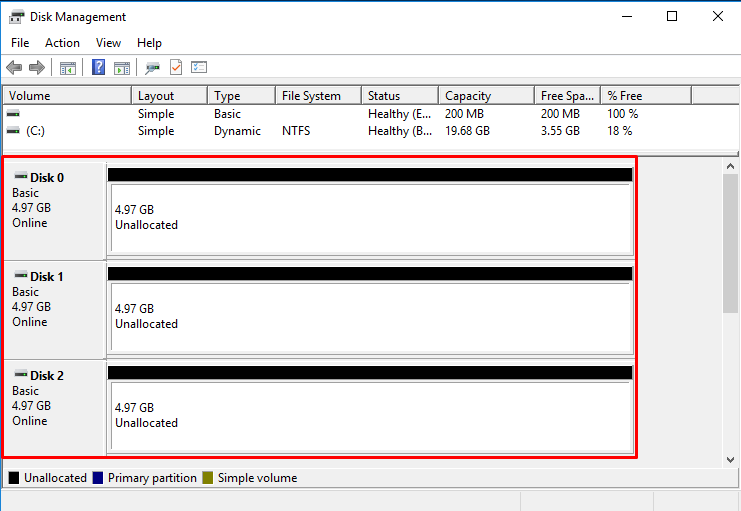 Disk Management
File Action View Help
Volume Layout Type File System Status Capacity Free Spa... % Free
Simple Basic Healthy (E... 200 MB 200 MB 100 %
(C:) Simple Dynamic NTFS Healthy (B... 19.68 GB 3.55 GB 18 %
Disk 0
Basic
4.97 GB
Online
4.97 GB
Unallocated
Disk 1
Basic
4.97 GB
Online
4.97 GB
Unallocated
Disk 2
Basic
4.97 GB
Online
4.97 GB
Unallocated
Unallocated Primary partition Simple volume